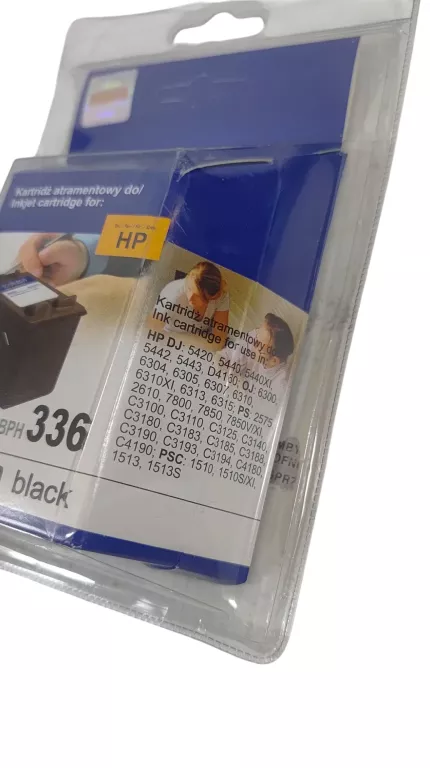 Kartridż atramentowy do/
Inkjet cartridge for:
HP
BPH 336
black
Kartridż atramentowy do
Ink cartridge for use in:
HP DJ: 5420, 5440, 5440XI,
5442, 5443, D4160; OJ: 6300,
6304, 6305, 6307, 6310,
6310XI, 6313, 6315; PS: 2575
2610, 7800, 7850, 7850V/XI,
C3100, C3110, C3125, C3140,
C3180, C3183, C3185, C3188,
C3190, C3193, C3194, C4180,
C4190; PSC: 1510, 1510S/XI,
1513, 1513S